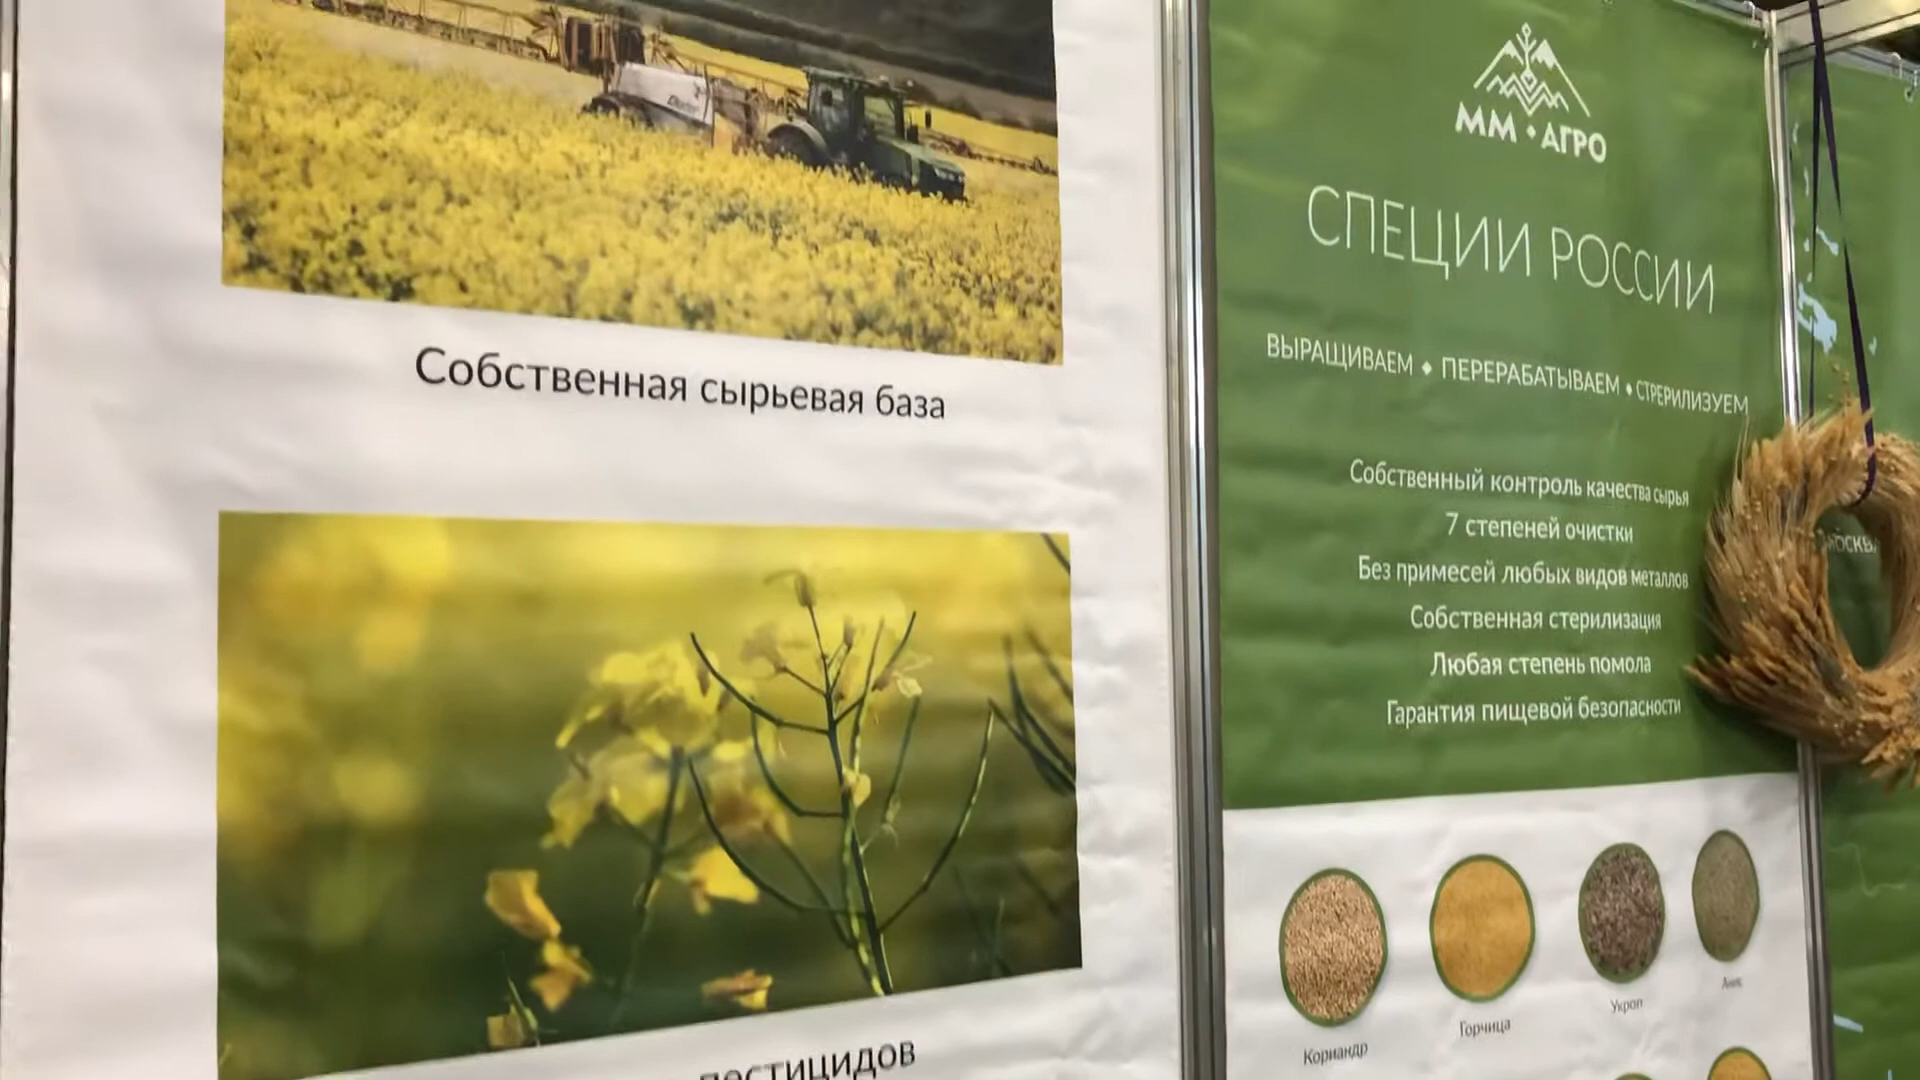 Собственная сырьевая база
пестицидов
ММ • АГРО
СПЕЦИИ РОССИИ
ВЫРАЩИВАЕМ ♦ ПЕРЕРАБАТЫВАЕМ ♦ СТРЕРИЛИЗУЕМ
Собственный контроль качества сырья
7 степеней очистки
Без примесей любых видов металлов
Собственная стерилизация
Любая степень помола
Гарантия пищевой безопасности
Кориандр
Горчица
Укроп
Анис